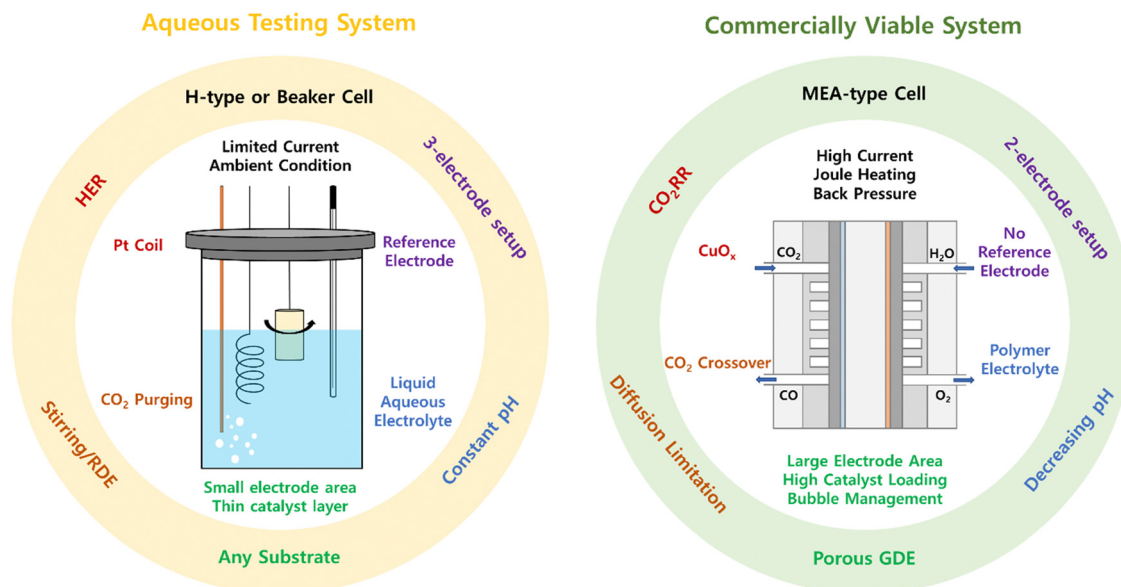 Aqueous Testing System
H-type or Beaker Cell
Limited Current
Ambient Condition
HER
3-electrode setup
Pt Coil
Reference
Electrode
CO₂ Purging
Liquid
Aqueous
Electrolyte
Stirring/RDE
Constant pH
Small electrode area
Thin catalyst layer
Any Substrate
Commercially Viable System
MEA-type Cell
High Current
Joule Heating
Back Pressure
CO₂RR
2-electrode setup
CuOₓ
CO₂
H₂O
No
Reference
Electrode
CO₂ Crossover
CO
O₂
Polymer
Electrolyte
Diffusion Limitation
Decreasing pH
Large Electrode Area
High Catalyst Loading
Bubble Management
Porous GDE